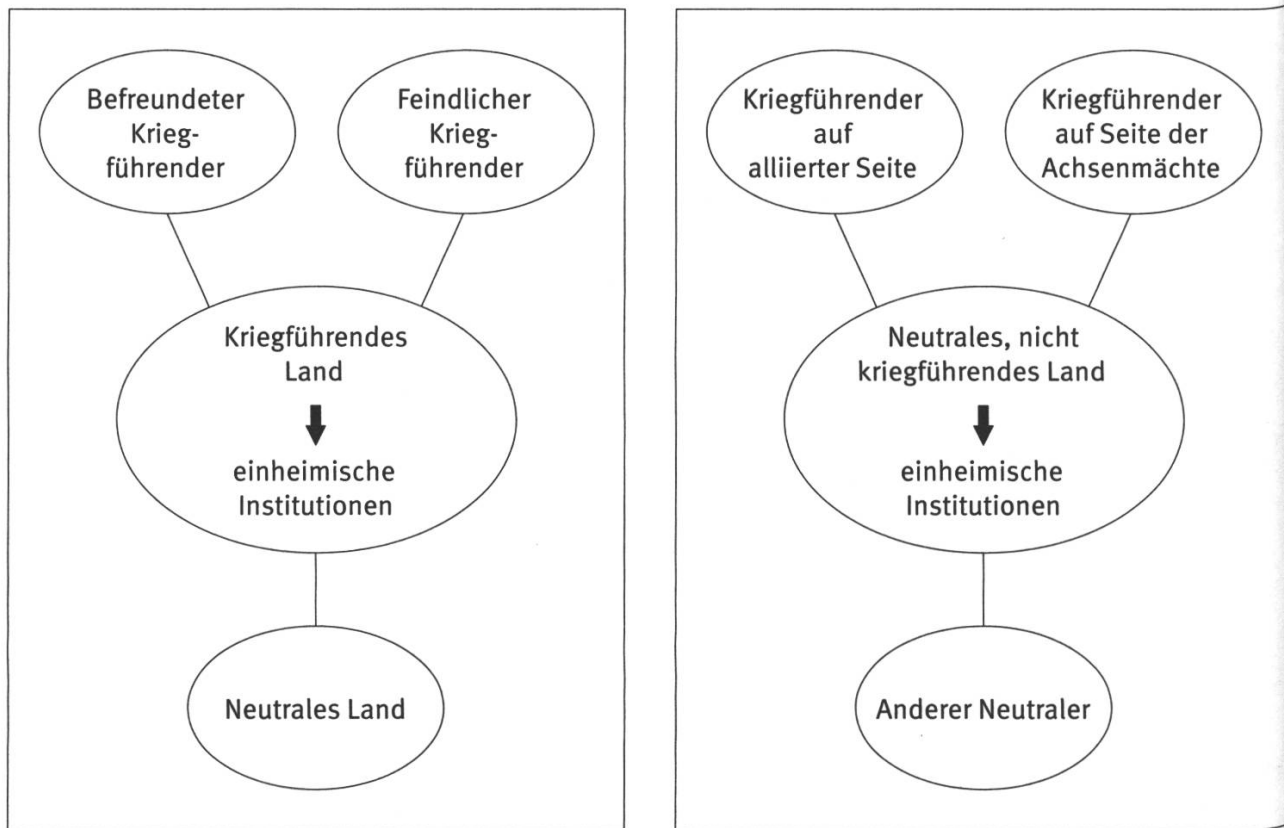 Befreundeter
Krieg-
führender
Feindlicher
Krieg-
führender
Kriegführendes
Land
einheimische
Institutionen
Neutrales Land
Kriegführender
auf
alliierter Seite
Kriegführender
auf Seite der
Achsenmächte
Neutrales, nicht
kriegführendes Land
einheimische
Institutionen
Anderer Neutraler